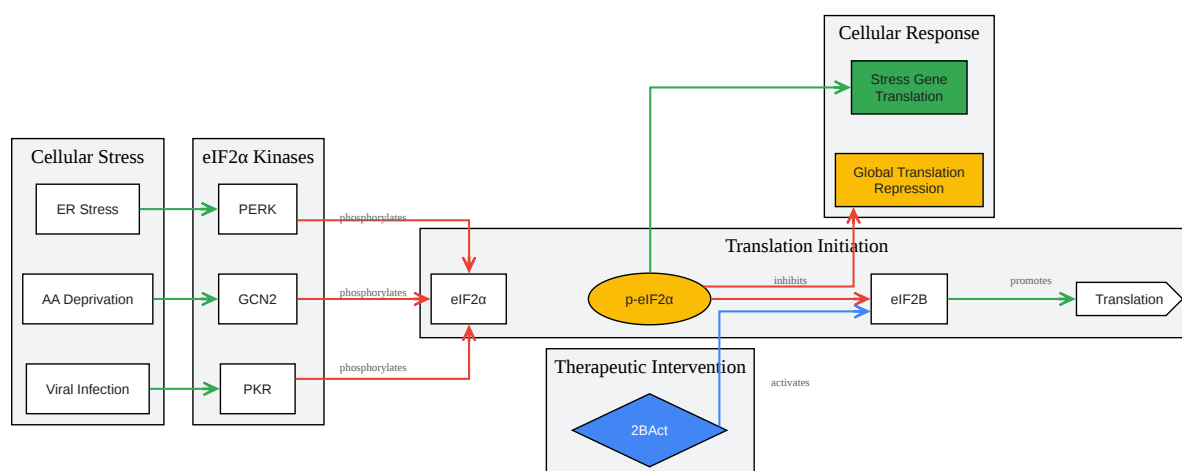 Cellular Response
Stress Gene
Translation
Global Translation
Repression
Cellular Stress
ER Stress
AA Deprivation
Viral Infection
eIF2α Kinases
PERK
GCN2
PKR
phosphorylates
phosphorylates
phosphorylates
Translation Initiation
eIF2α
p-eIF2α
inhibits
eIF2B
promotes
Translation
Therapeutic Intervention
2BAct
activates